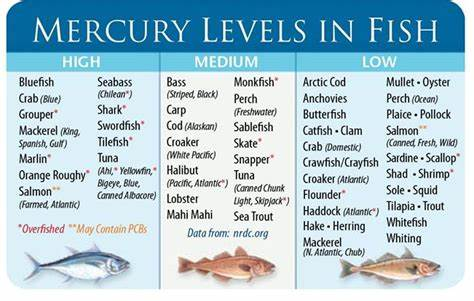 MERCURY LEVELS IN FISH
HIGH
Bluefish
Crab (Blue)
Grouper*
Mackerel (King,
Spanish, Gulf)
Marlin*
Orange Roughy*
Salmon**
(Farmed, Atlantic)
Seabass
(Chilean*)
Shark*
Swordfish*
Tilefish*
Tuna
(Ahi,* Yellowfin,*
Bigeye, Blue,
Canned Albacore)
*Overfished **May Contain PCBs
MEDIUM
Bass
(Striped, Black)
Carp
Cod (Alaskan)
Croaker
(White Pacific)
Halibut
(Pacific, Atlantic*)
Lobster
Mahi Mahi
Monkfish*
Perch
(Freshwater)
Sablefish
Skate*
Snapper*
Tuna
(Canned Chunk
Light, Skipjack*)
Sea Trout
Data from: nrdc.org
LOW
Arctic Cod
Anchovies
Butterfish
Catfish • Clam
Crab (Domestic)
Crawfish/Crayfish
Croaker (Atlantic)
Flounder*
Haddock (Atlantic*)
Hake • Herring
Mackerel
(N. Atlantic, Chub)
Mullet • Oyster
Perch (Ocean)
Plaice • Pollock
Salmon**
(Canned, Fresh, Wild)
Sardine • Scallop*
Shad • Shrimp*
Sole • Squid
Tilapia • Trout
Whitefish
Whiting